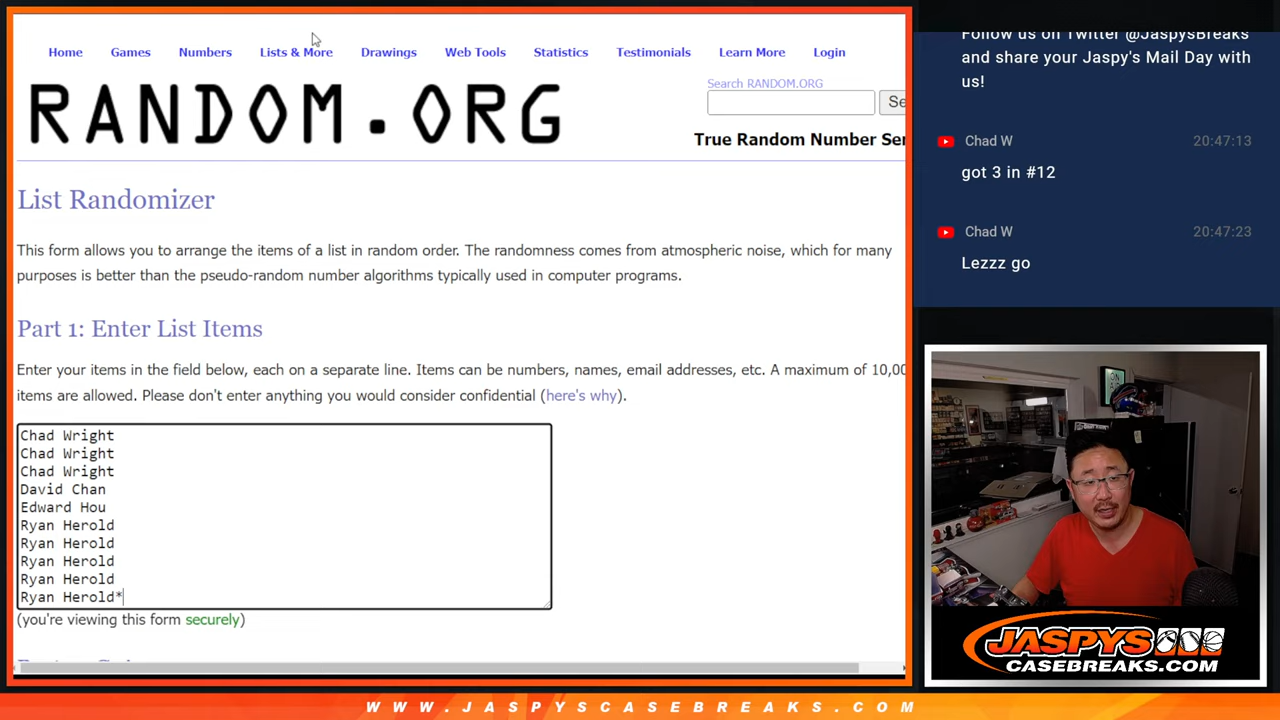 Home Games Numbers Lists & More Drawings Web Tools Statistics Testimonials Learn More Login
RANDOM.ORG
Search RANDOM.ORG
Se
True Random Number Ser
List Randomizer
This form allows you to arrange the items of a list in random order. The randomness comes from atmospheric noise, which for many
purposes is better than the pseudo-random number algorithms typically used in computer programs.
Part 1: Enter List Items
Enter your items in the field below, each on a separate line. Items can be numbers, names, email addresses, etc. A maximum of 10,00
items are allowed. Please don't enter anything you would consider confidential (here's why).
Chad Wright
Chad Wright
Chad Wright
David Chan
Edward Hou
Ryan Herold
Ryan Herold
Ryan Herold
Ryan Herold
Ryan Herold*
(you're viewing this form securely)
Follow us on Twitter @JaspysBreaks
and share your Jaspy's Mail Day with
us!
Chad W 20:47:13
got 3 in #12
Chad W 20:47:23
Lezzz go
JASPYS
CASEBREAKS.COM
WWW.JASPYSCASEBREAKS.COM